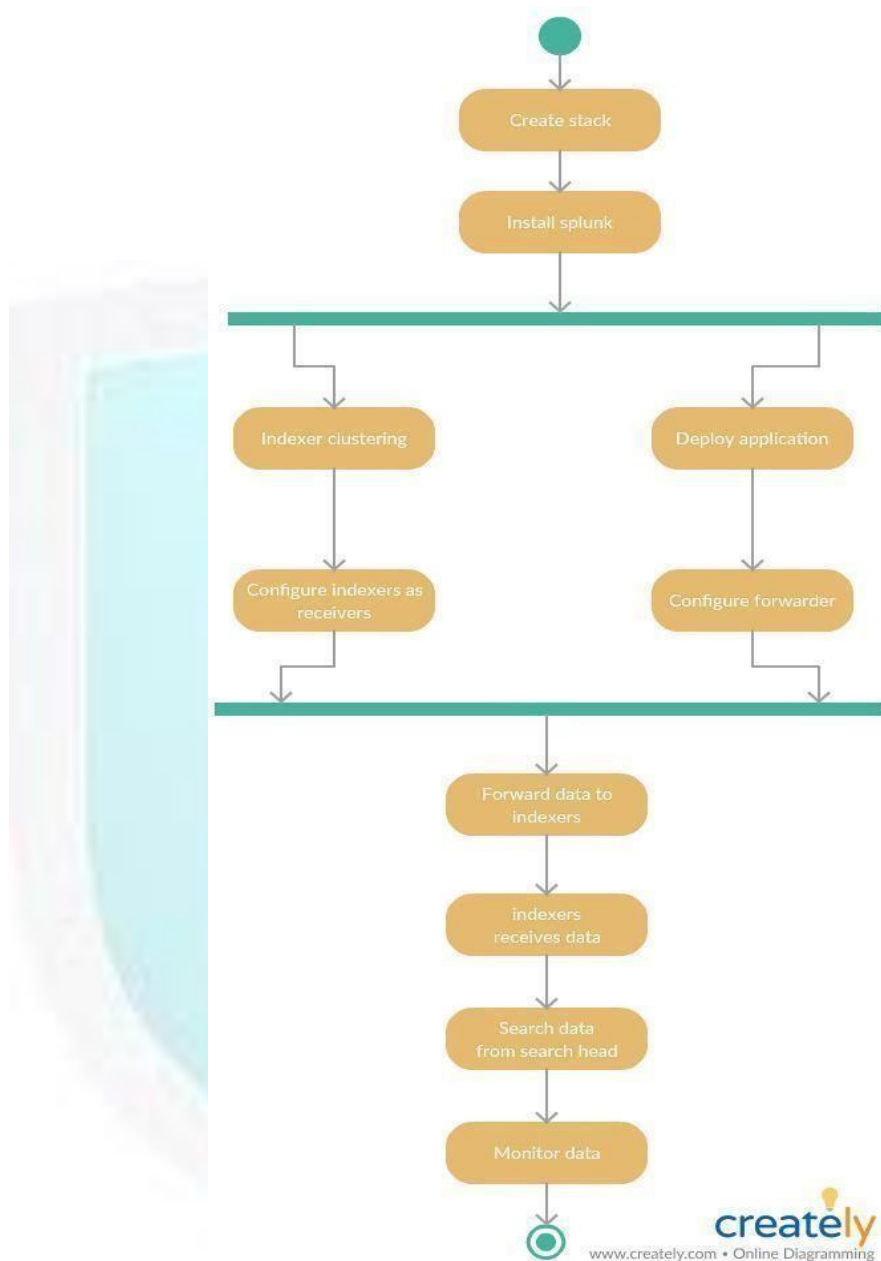 Create stack
Install splunk
Indexer clustering
Deploy application
Configure indexers as
receivers
Configure forwarder
Forward data to
indexers
indexers
receives data
Search data
from search head
Monitor data
creately
www.creately.com • Online Diagramming